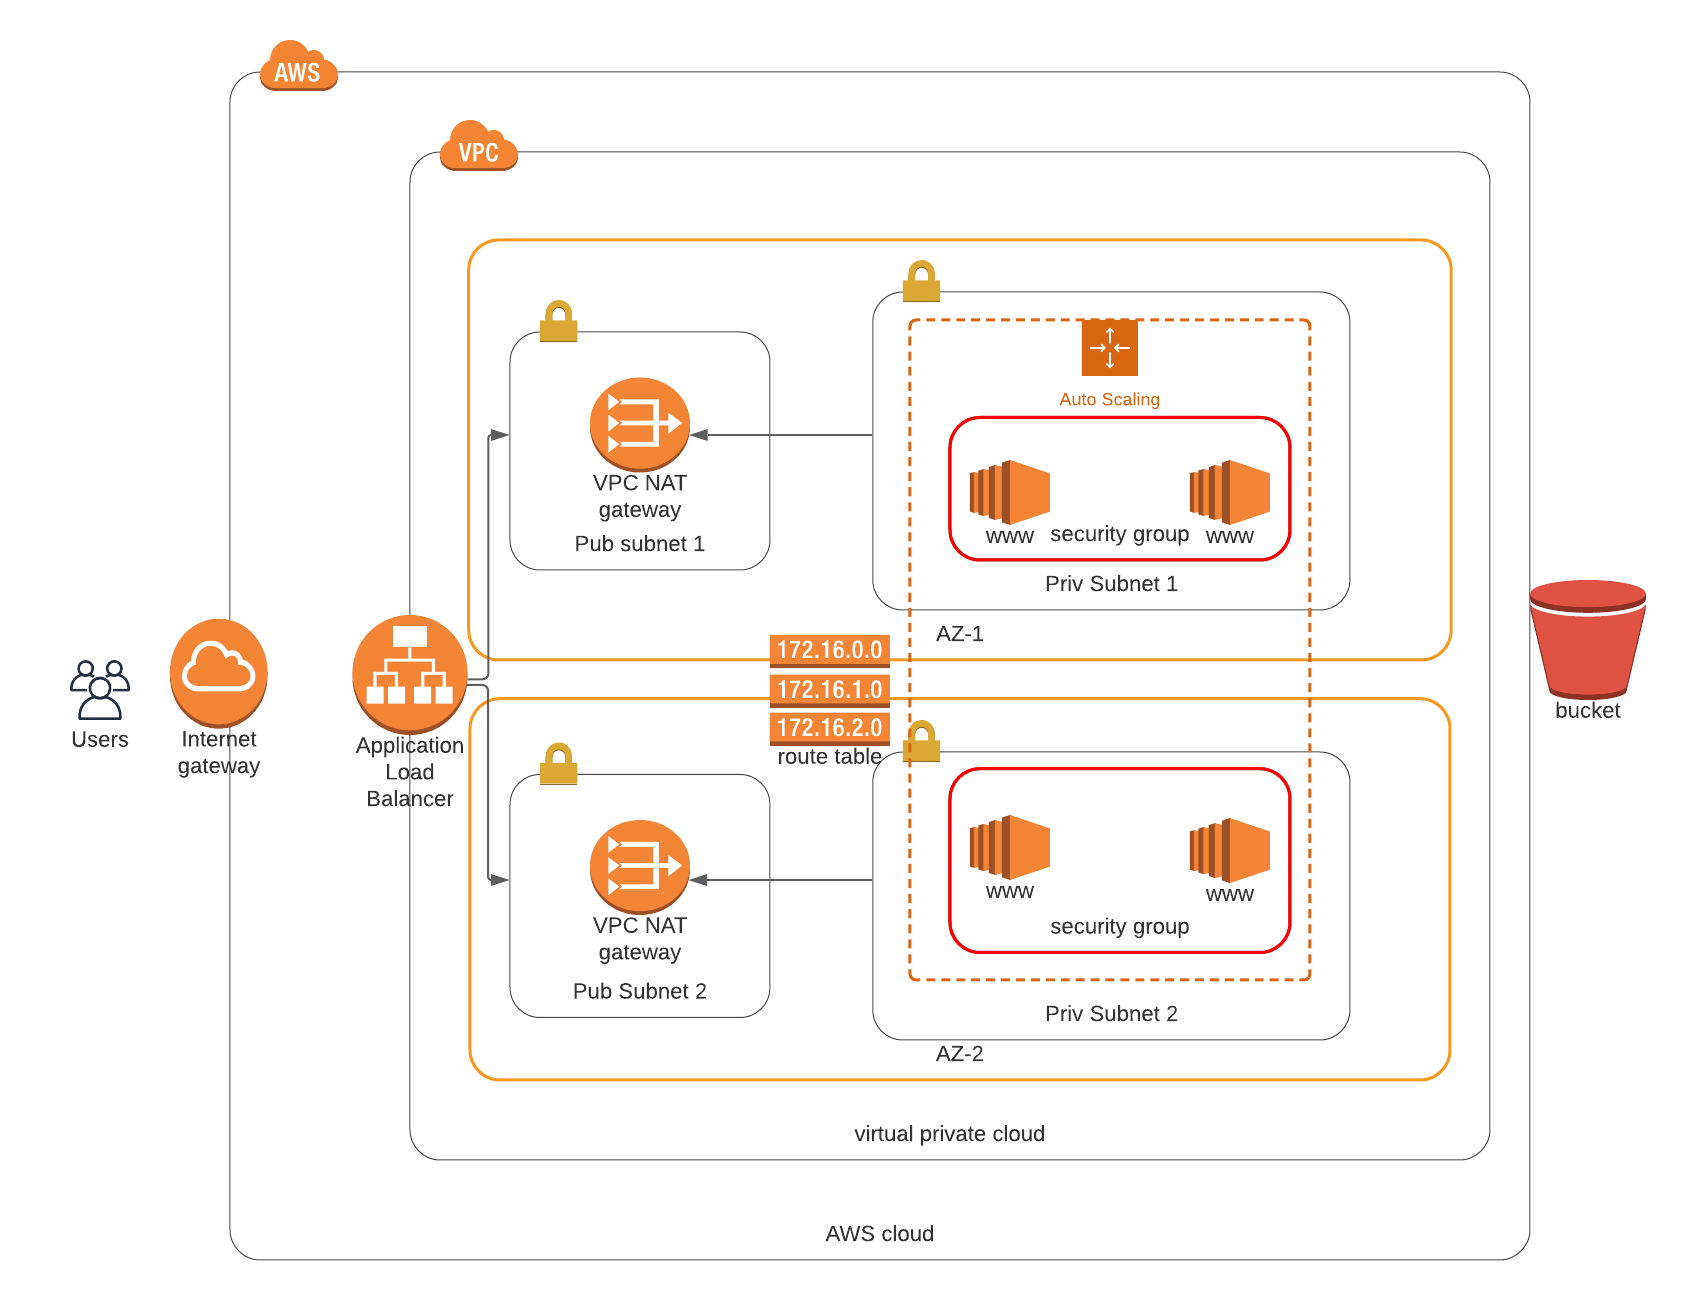 AWS
VPC
Auto Scaling
VPC NAT
gateway
Pub subnet 1
www
security group
www
Priv Subnet 1
AZ-1
172.16.0.0
172.16.1.0
172.16.2.0
route table
Users
Internet
gateway
Application
Load
Balancer
bucket
VPC NAT
gateway
Pub Subnet 2
www
www
security group
Priv Subnet 2
AZ-2
virtual private cloud
AWS cloud